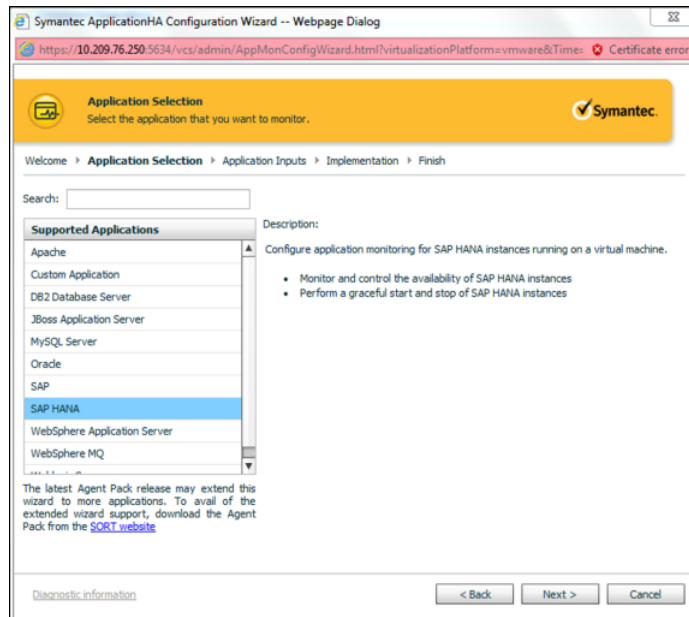 Symantec ApplicationHA Configuration Wizard -- Webpage Dialog
https://10.209.76.250:5634/vcs/admin/AppMonConfigWizard.html?virtualizationPlatform=vmware&Time: Certificate error
Application Selection
Select the application that you want to monitor.
Symantec.
Welcome Application Selection Application Inputs Implementation Finish
Search:
Supported Applications
Apache
Custom Application
DB2 Database Server
JBoss Application Server
MySQL Server
Oracle
SAP
SAP HANA
WebSphere Application Server
WebSphere MQ
The latest Agent Pack release may extend this
wizard to more applications. To avail of the
extended wizard support, download the Agent
Pack from the SORT website
Description:
Configure application monitoring for SAP HANA instances running on a virtual machine.
• Monitor and control the availability of SAP HANA instances
• Perform a graceful start and stop of SAP HANA instances
Diagnostic information
< Back
Next >
Cancel